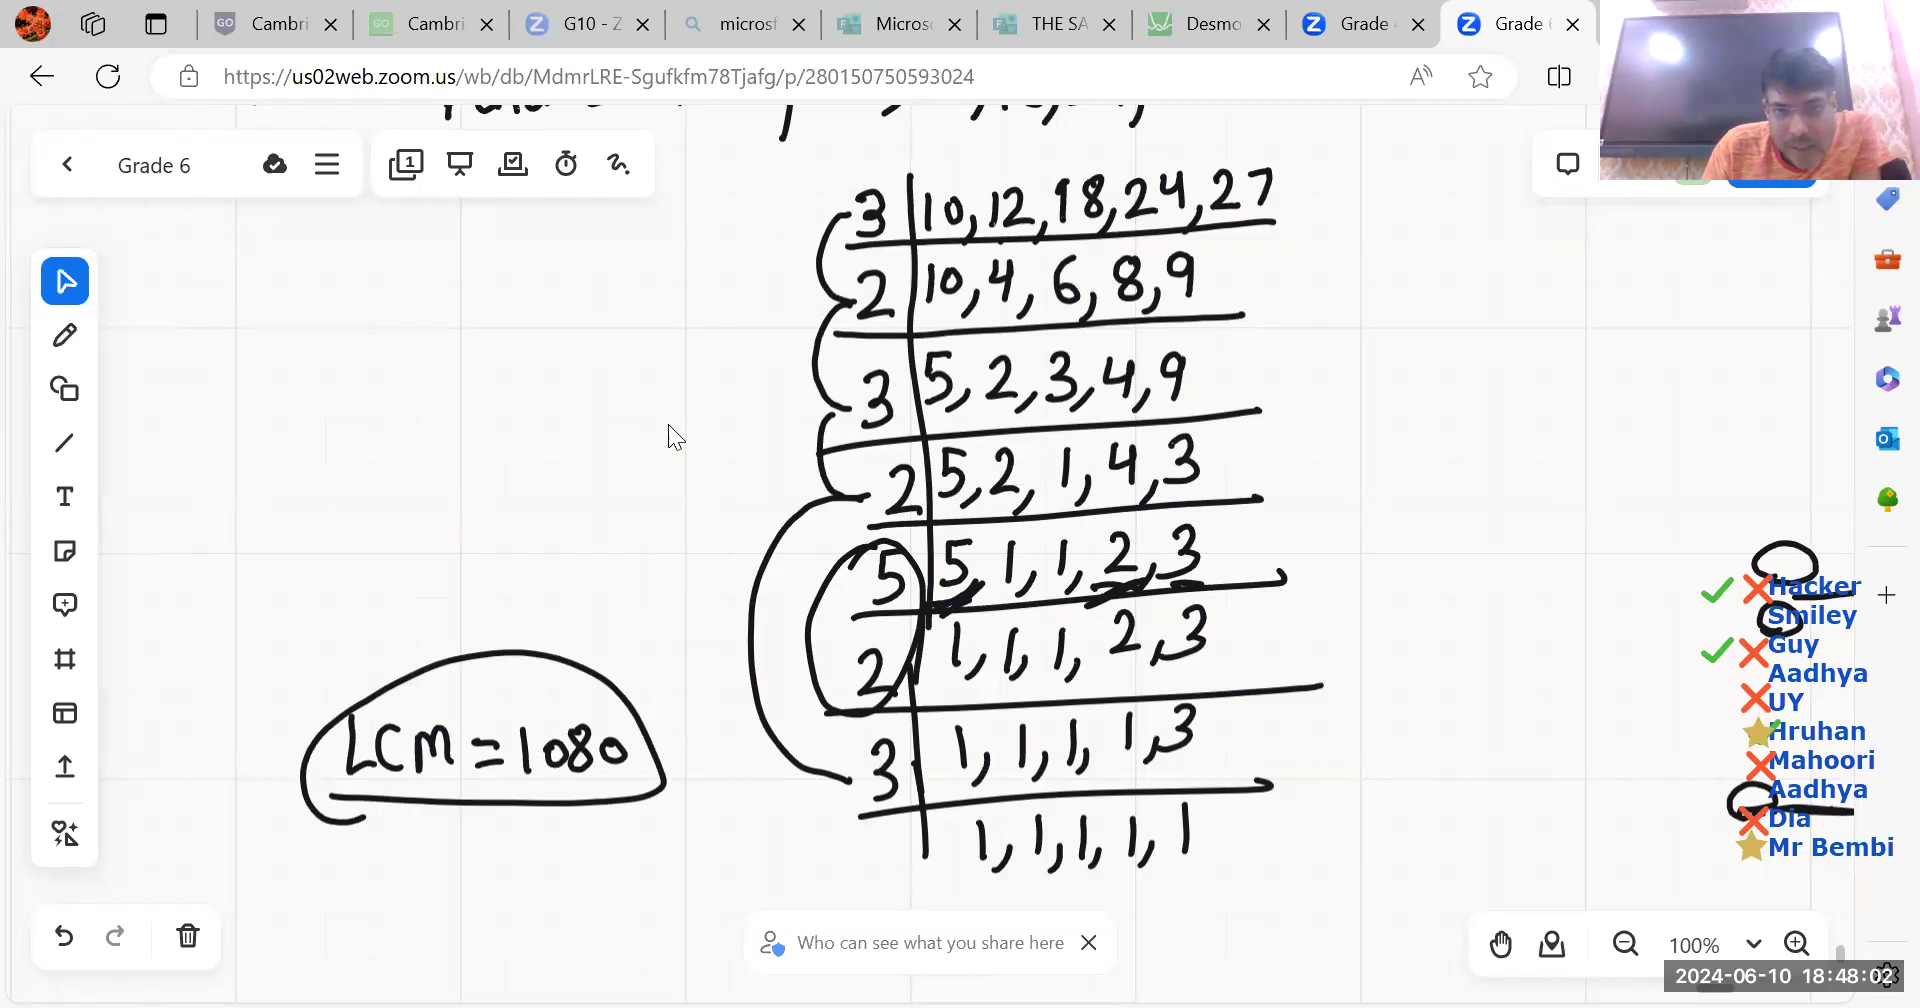 Cambri
Cambri
G10 - Z
microsf
Micros
THE SA
Desmo
Grade
Grade
https://us02web.zoom.us/wb/db/MdmrLRE-Sgufkfm78Tjafg/p/280150750593024
Grade 6
1
3 | 10, 12, 18, 24, 27
2 | 10, 4, 6, 8, 9
3 | 5, 2, 3, 4, 9
2 | 5, 2, 1, 4, 3
5 | 5, 1, 1, 2, 3
2 | 1, 1, 1, 2, 3
3 | 1, 1, 1, 1, 3
1, 1, 1, 1, 1
LCM = 1080
Hacker
Smiley
Guy
Aadhya
UY
Hruhan
Mahoori
Aadhya
Dia
Mr Bembi
Who can see what you share here
100%
2024-06-10 18:48:02